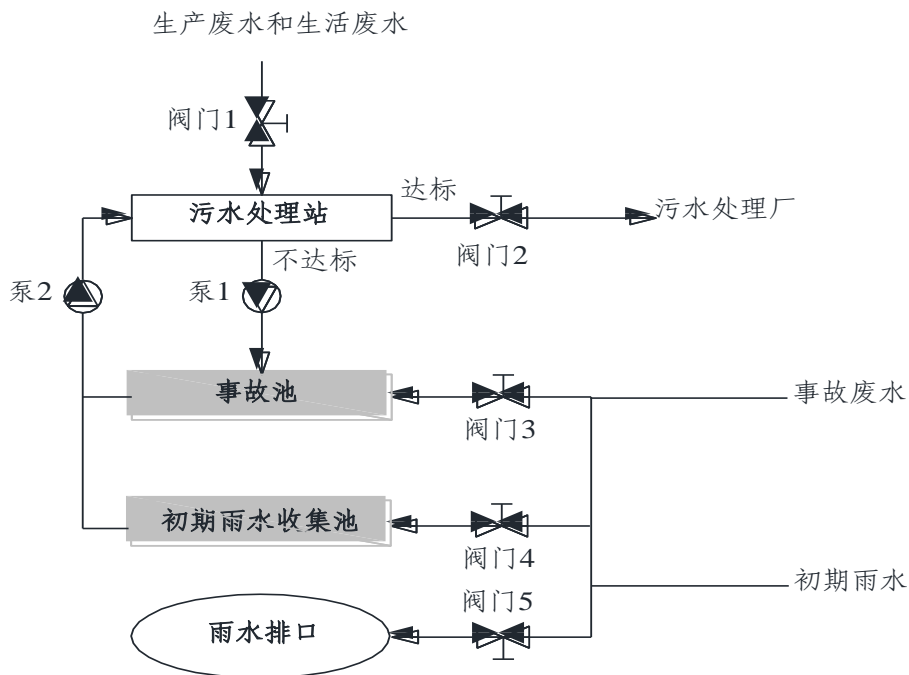 生产废水和生活废水
阀门1
污水处理站
达标
污水处理厂
阀门2
不达标
泵2
泵1
事故池
事故废水
阀门3
初期雨水收集池
阀门4
初期雨水
阀门5
雨水排口